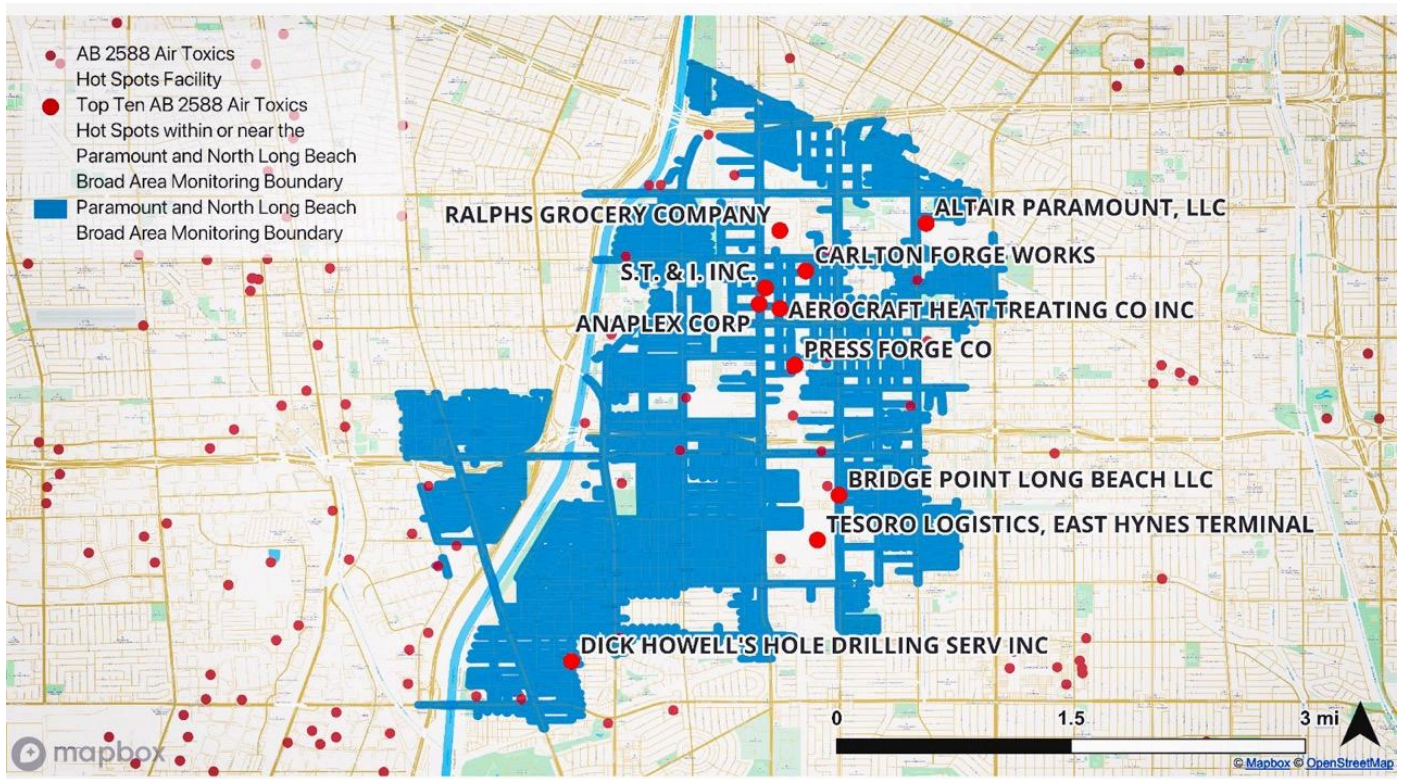 AB 2588 Air Toxics
Hot Spots Facility
Top Ten AB 2588 Air Toxics
Hot Spots within or near the
Paramount and North Long Beach
Broad Area Monitoring Boundary
Paramount and North Long Beach
Broad Area Monitoring Boundary
RALPHS GROCERY COMPANY
ALTAIR PARAMOUNT, LLC
CARLTON FORGE WORKS
S.T. & I. INC.
AEROCRAFT HEAT TREATING CO INC
ANAPLEX CORP
PRESS FORGE CO
BRIDGE POINT LONG BEACH LLC
TESORO LOGISTICS, EAST HYNES TERMINAL
DICK HOWELL'S HOLE DRILLING SERV INC
0 1.5 3 mi
mapbox
© Mapbox © OpenStreetMap